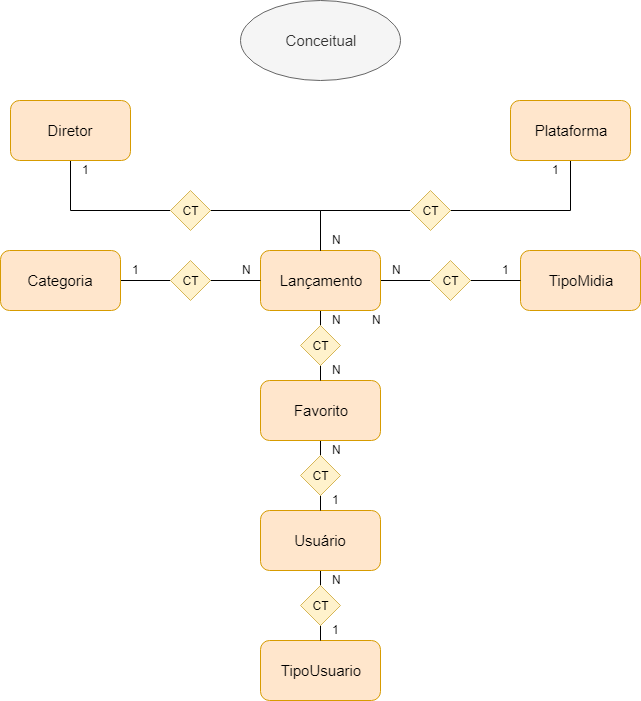 Conceitual
Diretor
Plataforma
1
1
CT
CT
N
Categoria
1
CT
N
Lançamento
N
CT
1
TipoMidia
N
N
CT
N
Favorito
N
CT
1
Usuário
N
CT
1
TipoUsuario